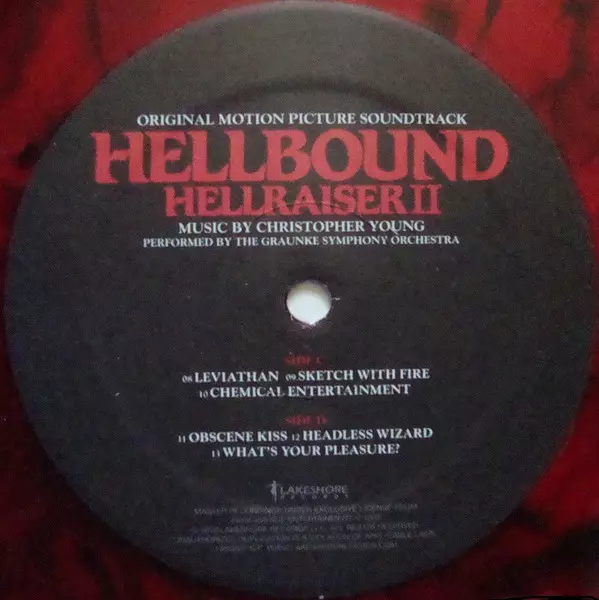 ORIGINAL MOTION PICTURE SOUNDTRACK
HELLBOUND
HELLRAISER II
MUSIC BY CHRISTOPHER YOUNG
PERFORMED BY THE GRAUNKE SYMPHONY ORCHESTRA
SIDE C
08 LEVIATHAN 09 SKETCH WITH FIRE
10 CHEMICAL ENTERTAINMENT
SIDE D
11 OBSCENE KISS 12 HEADLESS WIZARD
13 WHAT'S YOUR PLEASURE?
LAKESHORE
RECORDS